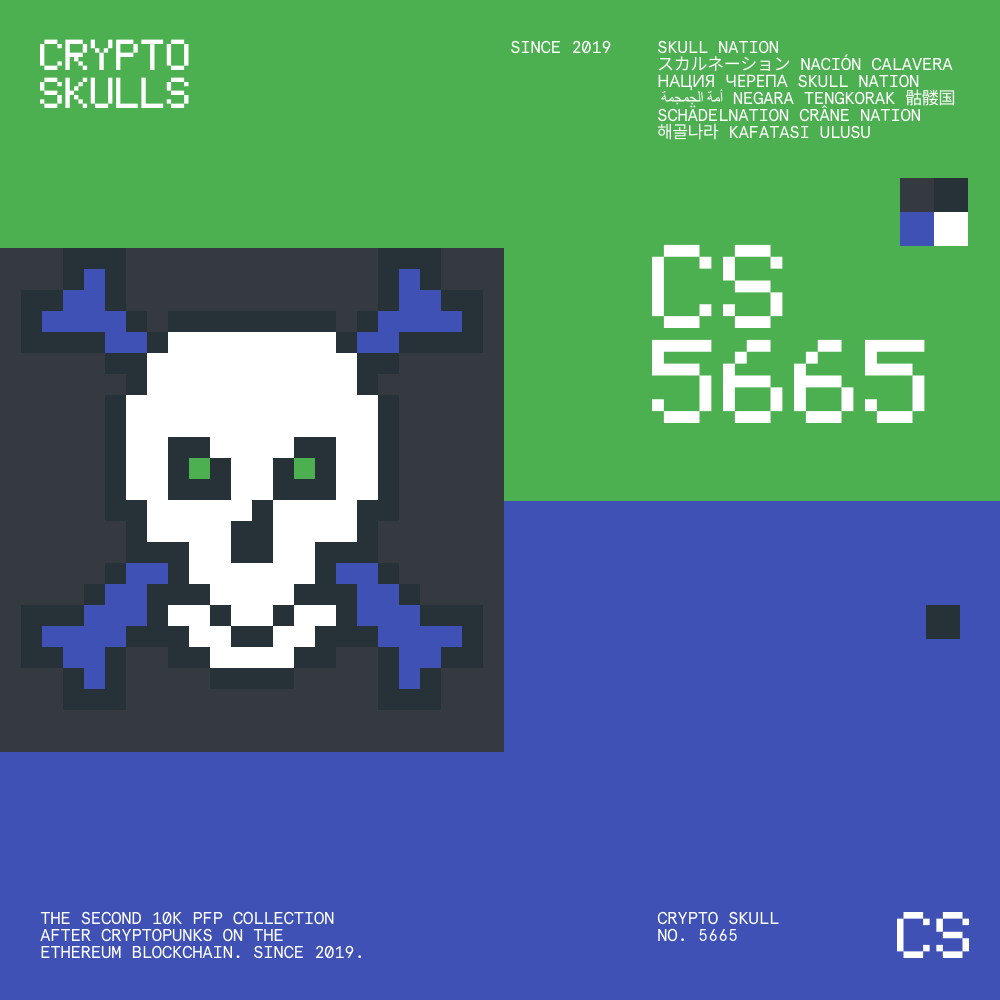 CRYPTO
SKULLS
SINCE 2019
SKULL NATION
スカルネーション NACIÓN CALAVERA
НАЦИЯ ЧЕРЕПА SKULL NATION
أمة الجمجمة NEGARA TENGKORAK 骷髅国
SCHÄDELNATION CRÂNE NATION
해골나라 KAFATASI ULUSU
CS
5665
THE SECOND 10K PFP COLLECTION
AFTER CRYPTOPUNKS ON THE
ETHEREUM BLOCKCHAIN. SINCE 2019.
CRYPTO SKULL
NO. 5665
CS